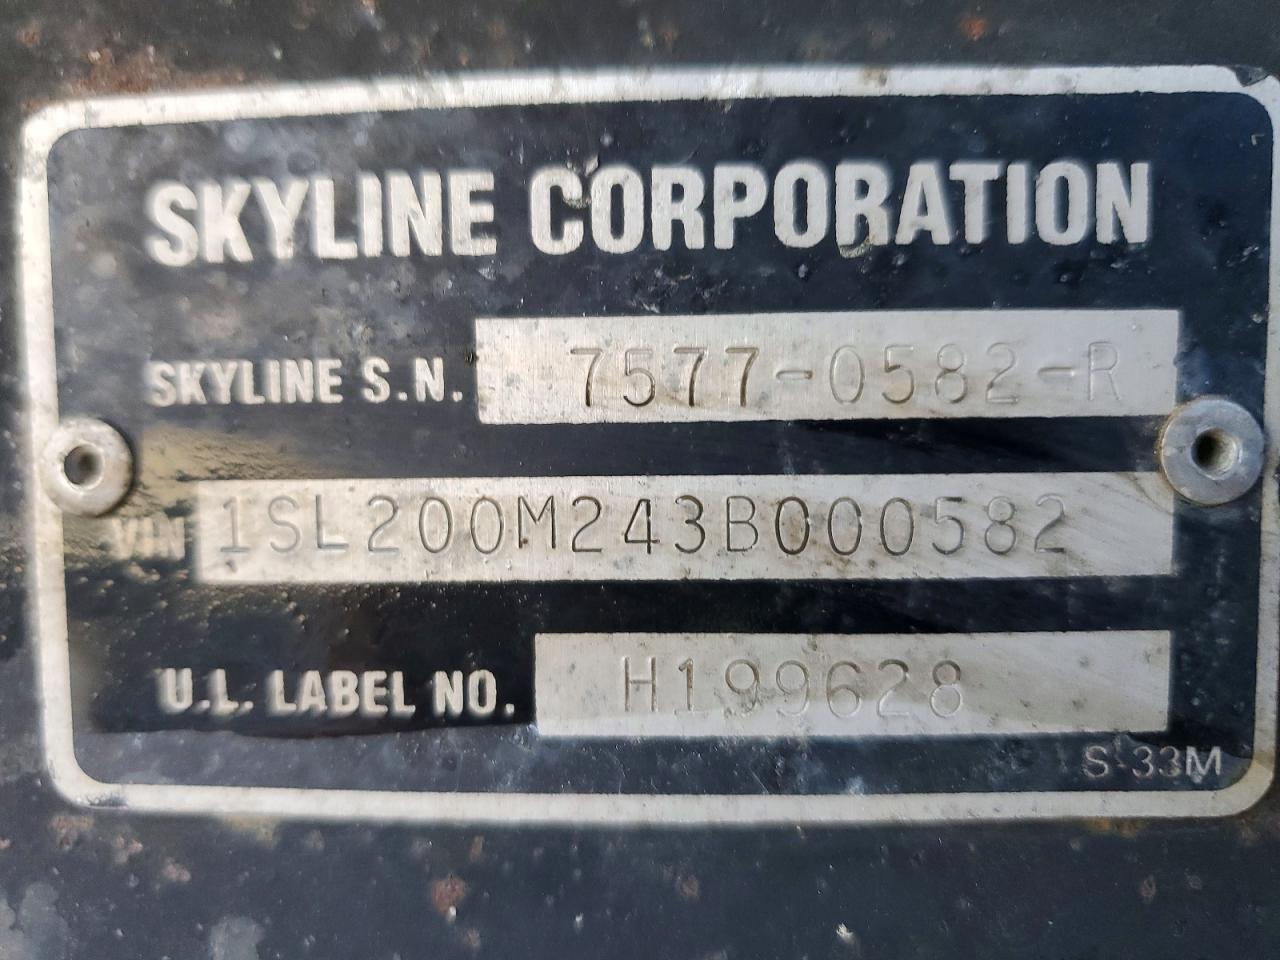 SKYLINE CORPORATION
SKYLINE S.N. 7577-0582-R
VIN 1SL200M243B000582
U.L. LABEL NO. H199628
S-33M